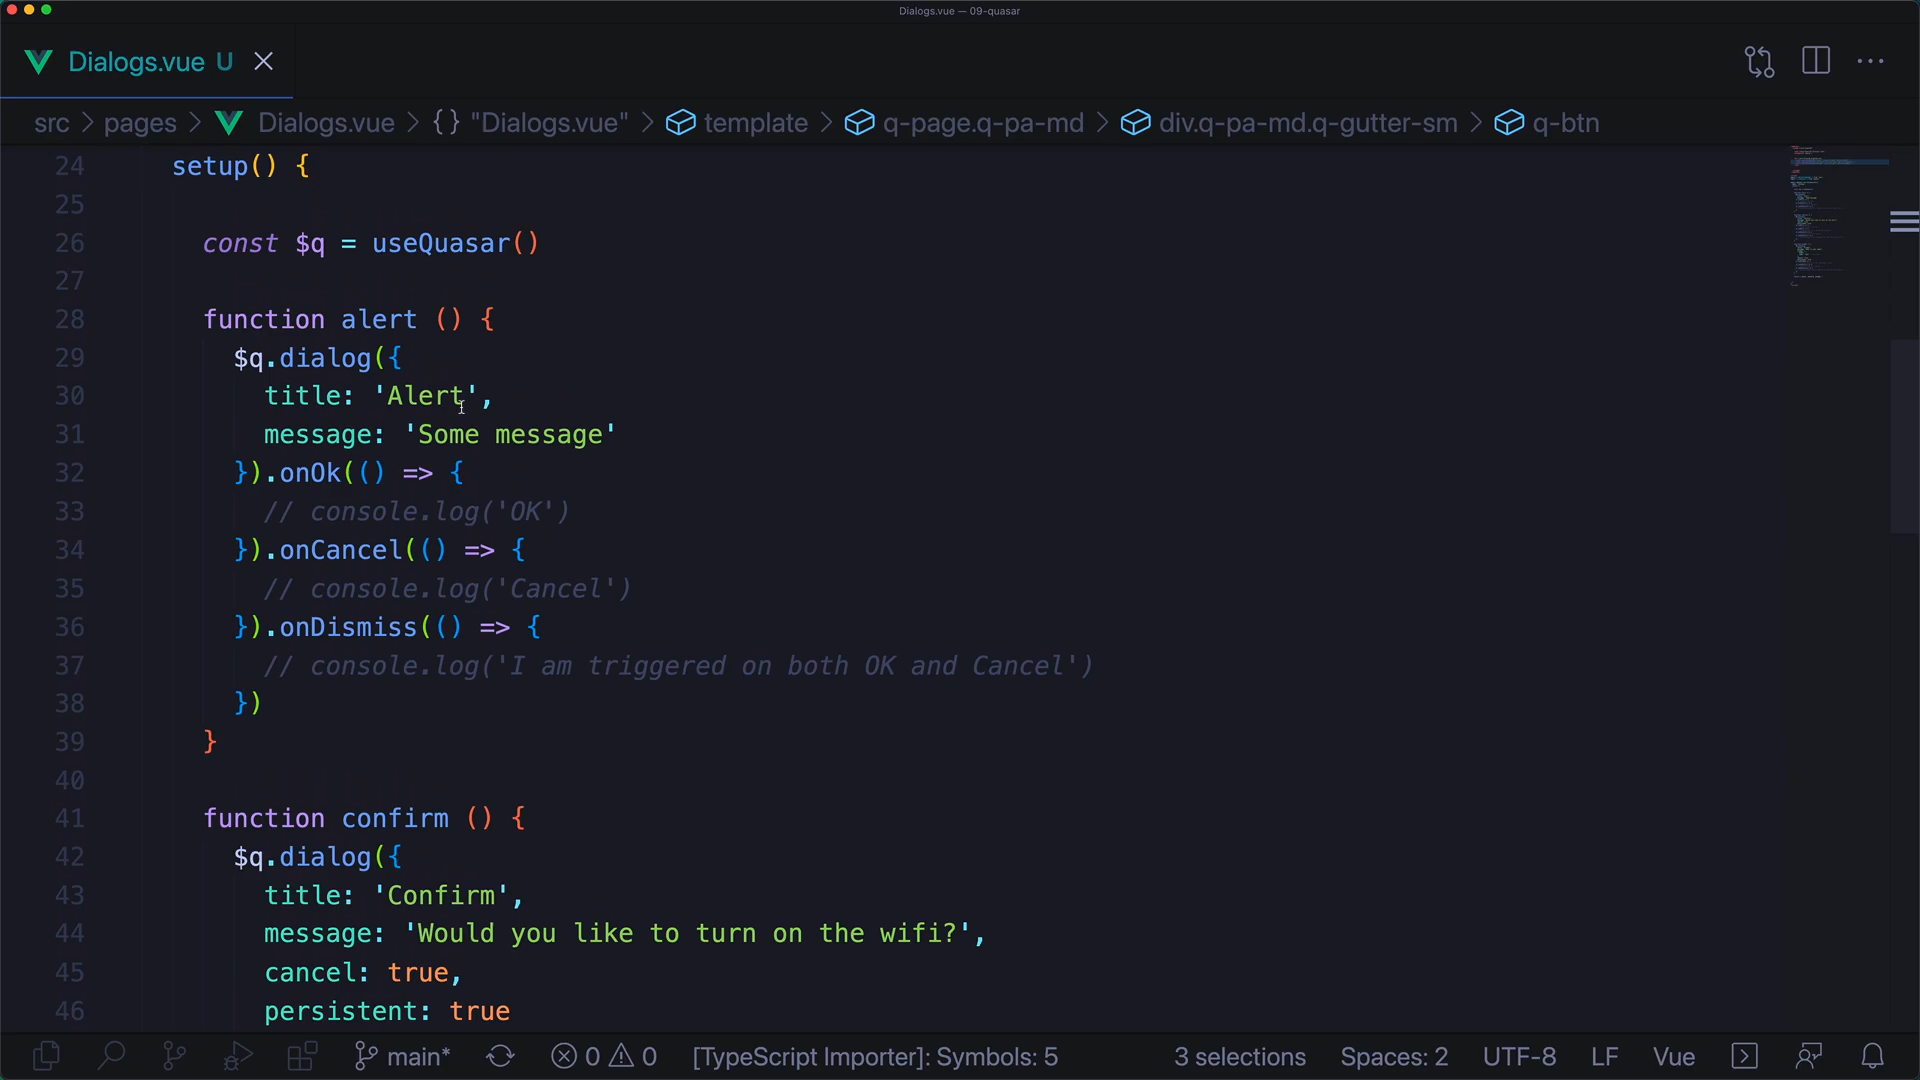 Dialogs.vue — 09-quasar
Dialogs.vue U
src > pages > Dialogs.vue > {} "Dialogs.vue" > template > q-page.q-pa-md > div.q-pa-md.q-gutter-sm > q-btn
24 setup() {
25
26 const $q = useQuasar()
27
28 function alert () {
29 $q.dialog({
30 title: 'Alert',
31 message: 'Some message'
32 }).onOk(() => {
33 // console.log('OK')
34 }).onCancel(() => {
35 // console.log('Cancel')
36 }).onDismiss(() => {
37 // console.log('I am triggered on both OK and Cancel')
38 })
39 }
40
41 function confirm () {
42 $q.dialog({
43 title: 'Confirm',
44 message: 'Would you like to turn on the wifi?',
45 cancel: true,
46 persistent: true
main* 0 0 [TypeScript Importer]: Symbols: 5 3 selections Spaces: 2 UTF-8 LF Vue